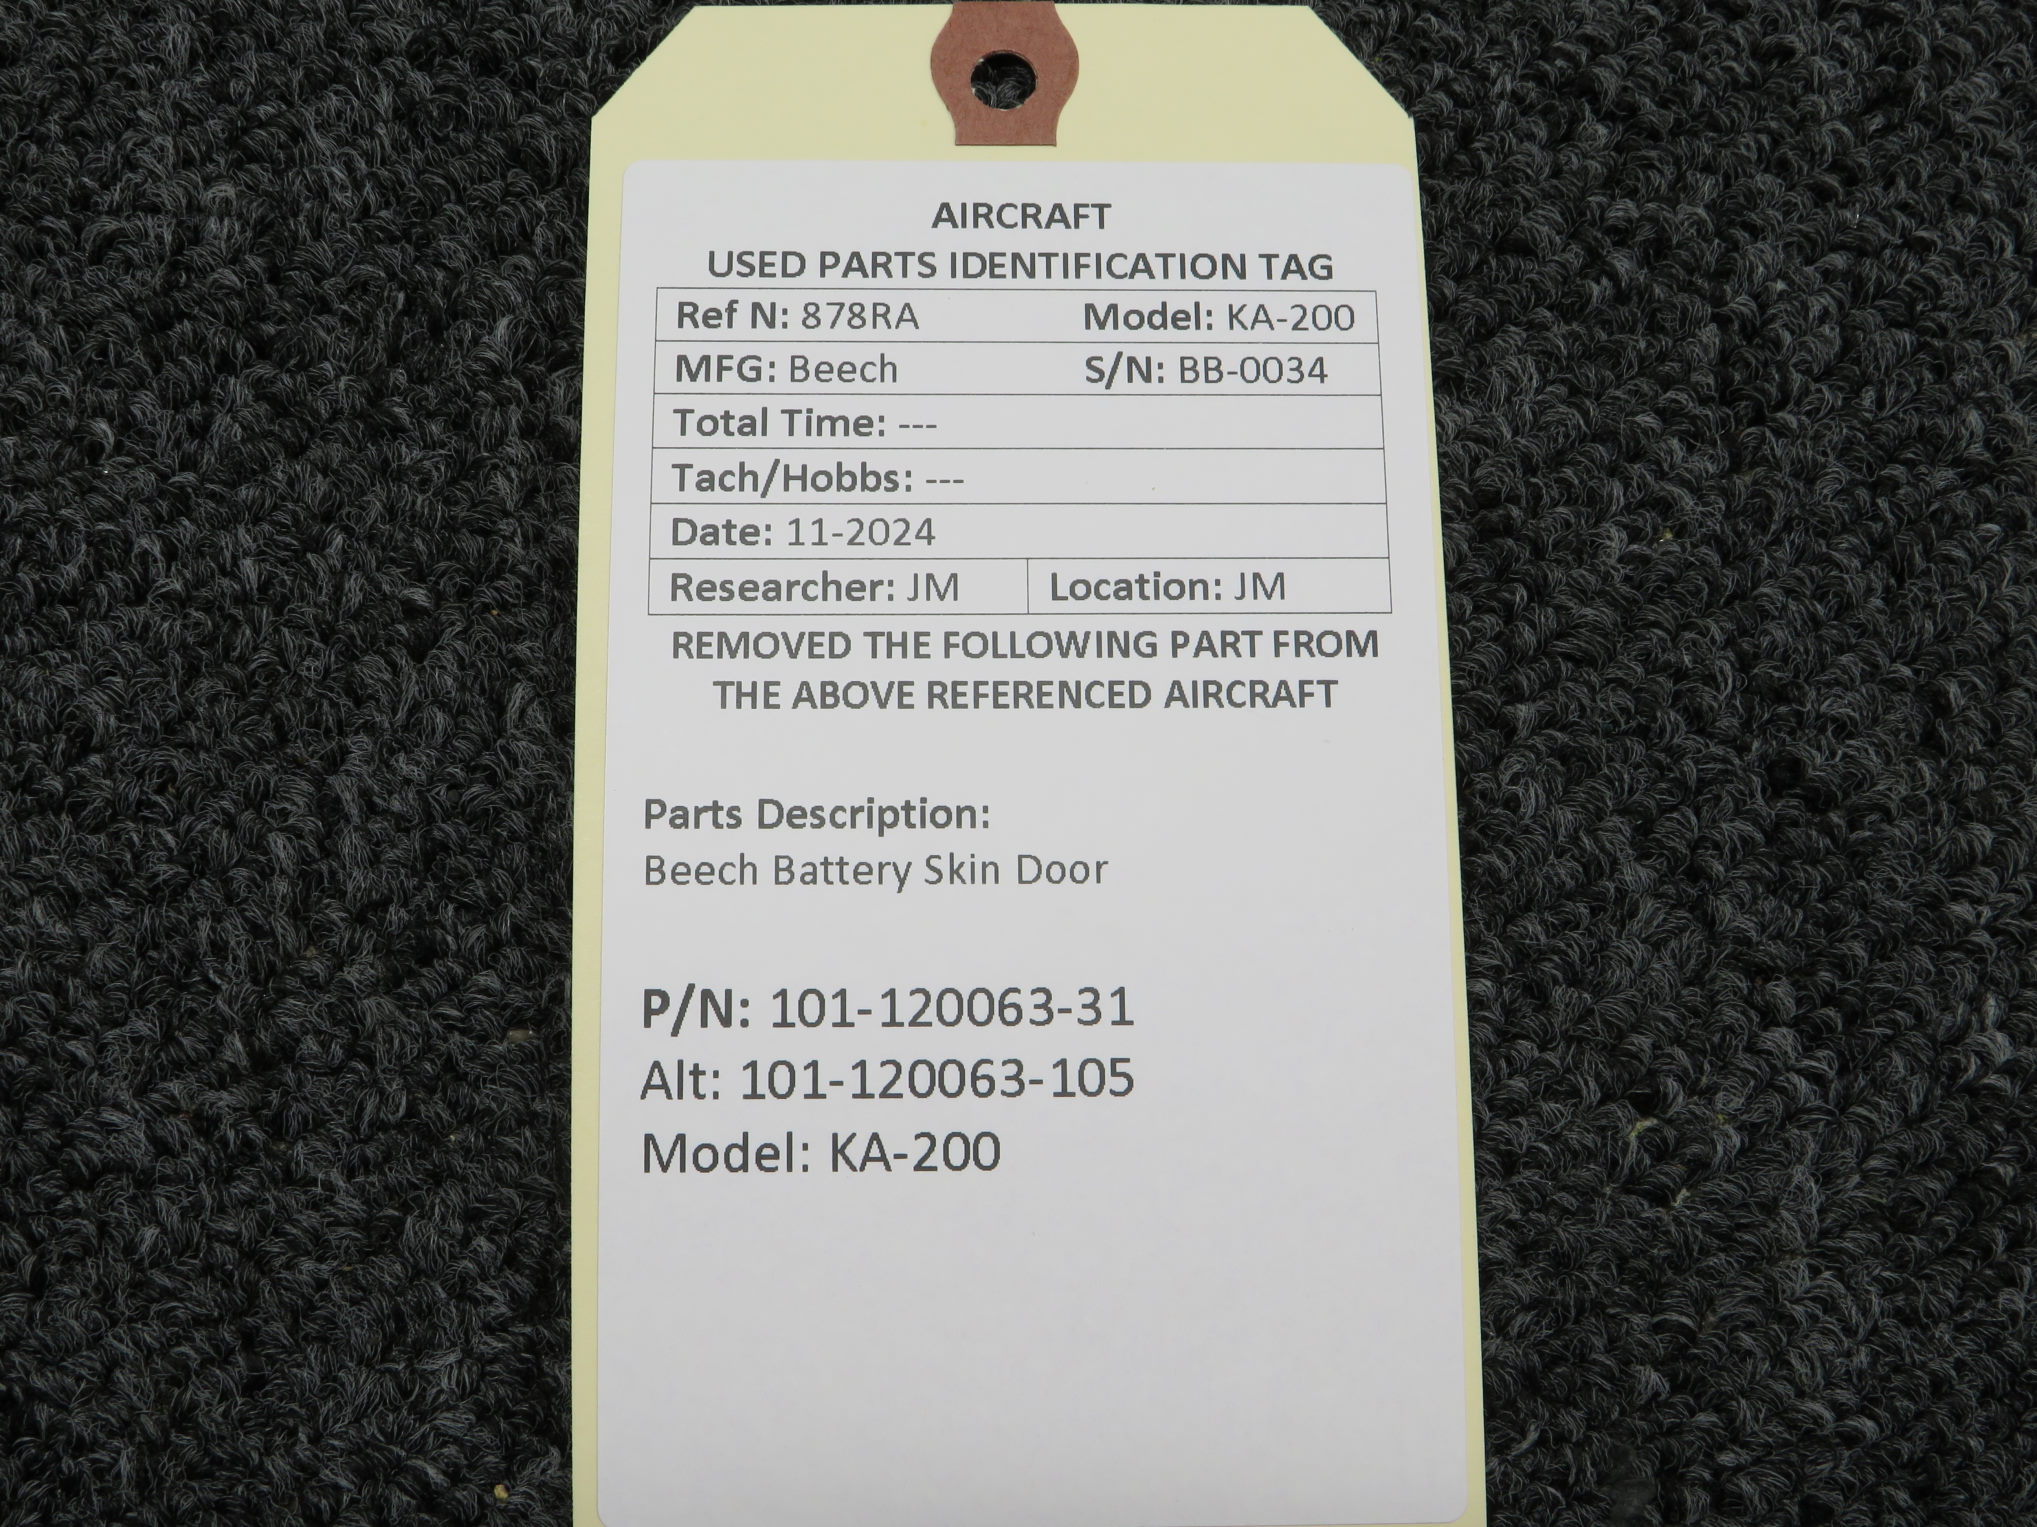 AIRCRAFT
USED PARTS IDENTIFICATION TAG
Ref N: 878RA Model: KA-200
MFG: Beech S/N: BB-0034
Total Time: ---
Tach/Hobbs: ---
Date: 11-2024
Researcher: JM Location: JM
REMOVED THE FOLLOWING PART FROM
THE ABOVE REFERENCED AIRCRAFT
Parts Description:
Beech Battery Skin Door
P/N: 101-120063-31
Alt: 101-120063-105
Model: KA-200